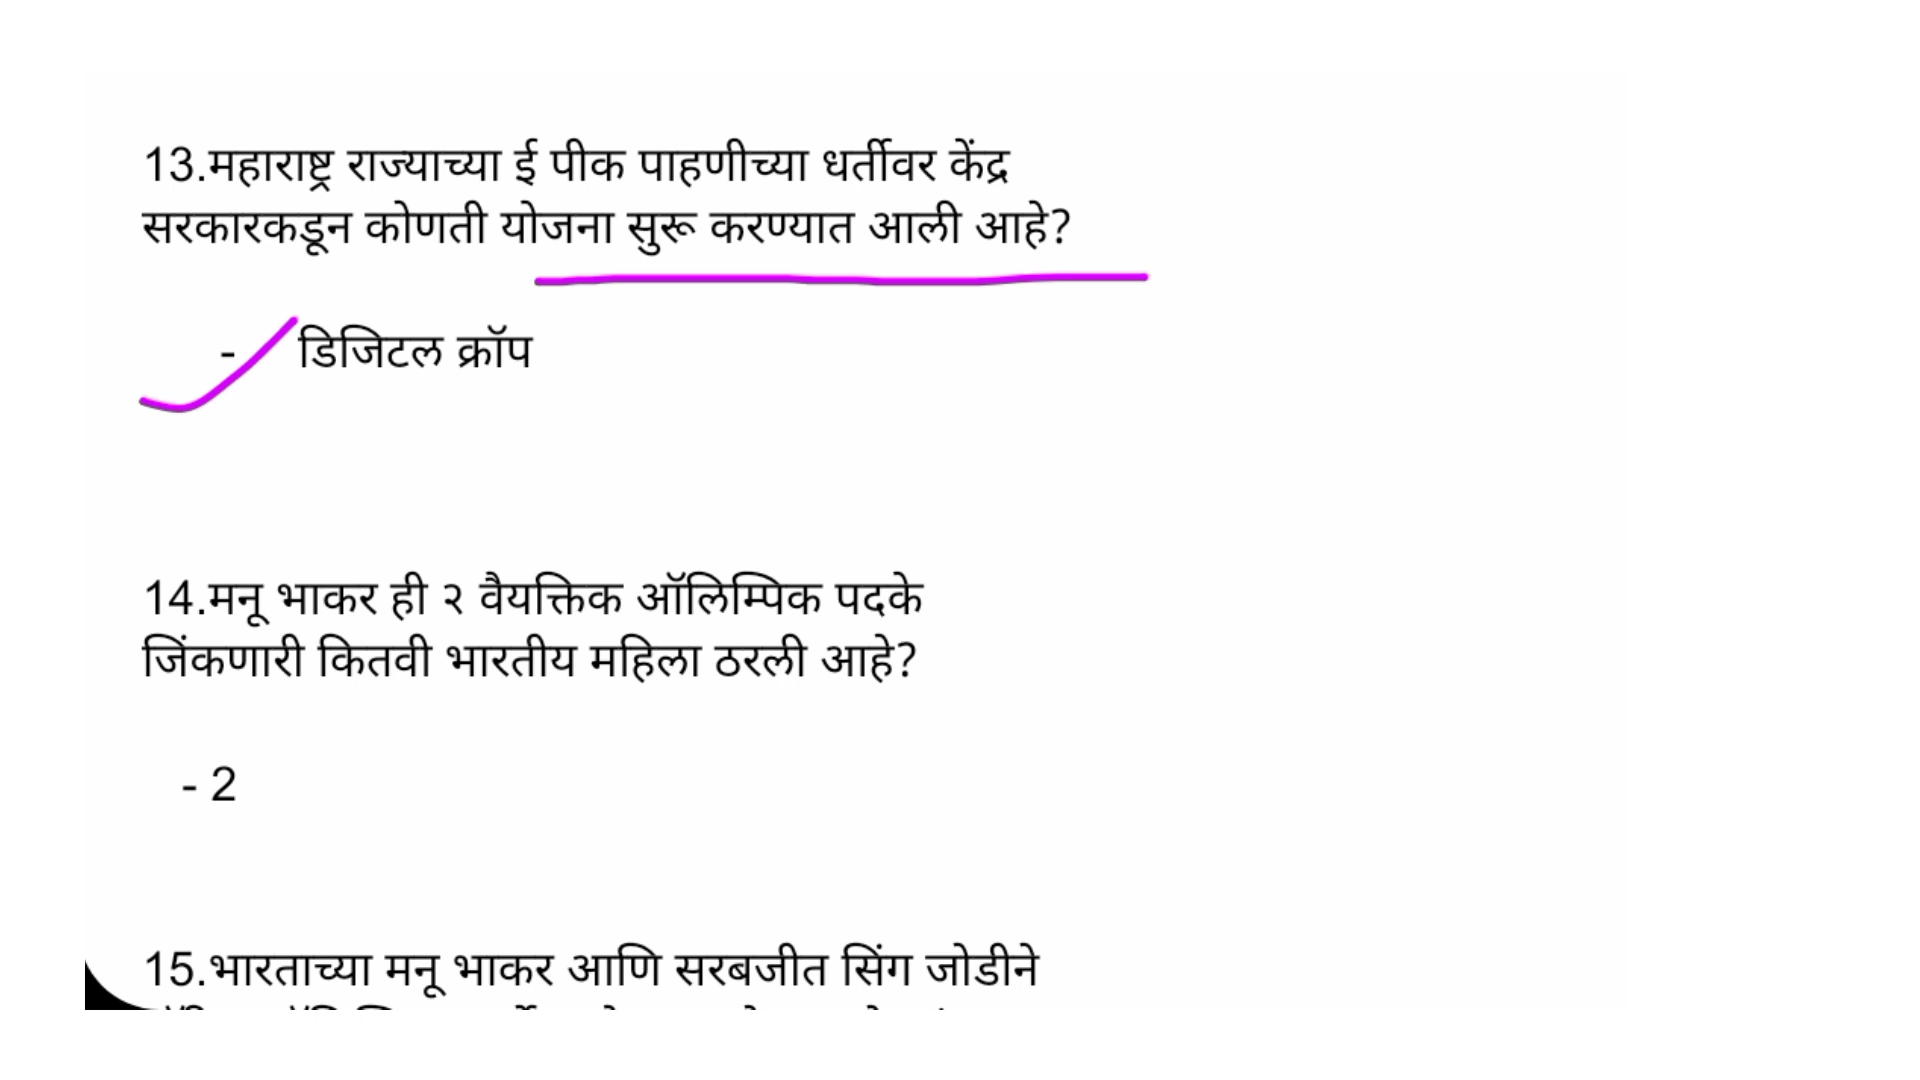 13.महाराष्ट्र राज्याच्या ई पीक पाहणीच्या धर्तीवर केंद्र
सरकारकडून कोणती योजना सुरू करण्यात आली आहे?
- डिजिटल क्रॉप
14.मनू भाकर ही २ वैयक्तिक ऑलिम्पिक पदके
जिंकणारी कितवी भारतीय महिला ठरली आहे?
- 2
15.भारताच्या मनू भाकर आणि सरबजीत सिंग जोडीने